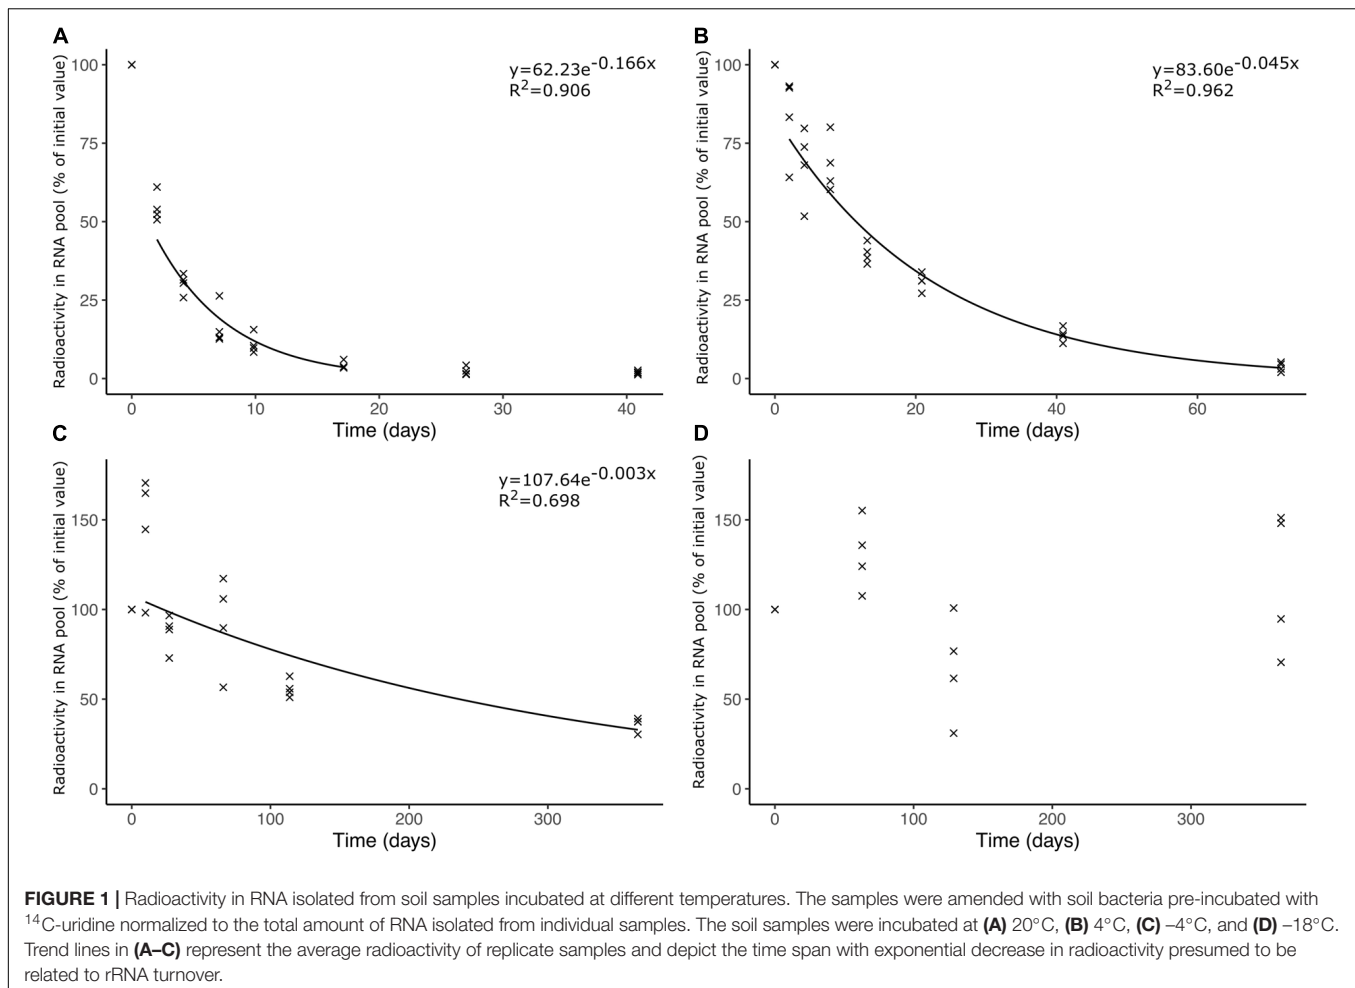 A
y=62.23e^-0.166x
R²=0.906
Radioactivity in RNA pool (% of initial value)
100
75
50
25
0
0 10 20 30 40
Time (days)
B
y=83.60e^-0.045x
R²=0.962
Radioactivity in RNA pool (% of initial value)
100
75
50
25
0
0 20 40 60
Time (days)
C
y=107.64e^-0.003x
R²=0.698
Radioactivity in RNA pool (% of initial value)
150
100
50
0
0 100 200 300
Time (days)
D
Radioactivity in RNA pool (% of initial value)
150
100
50
0
0 100 200 300
Time (days)
FIGURE 1 | Radioactivity in RNA isolated from soil samples incubated at different temperatures. The samples were amended with soil bacteria pre-incubated with
¹⁴C-uridine normalized to the total amount of RNA isolated from individual samples. The soil samples were incubated at (A) 20°C, (B) 4°C, (C) –4°C, and (D) –18°C.
Trend lines in (A–C) represent the average radioactivity of replicate samples and depict the time span with exponential decrease in radioactivity presumed to be
related to rRNA turnover.